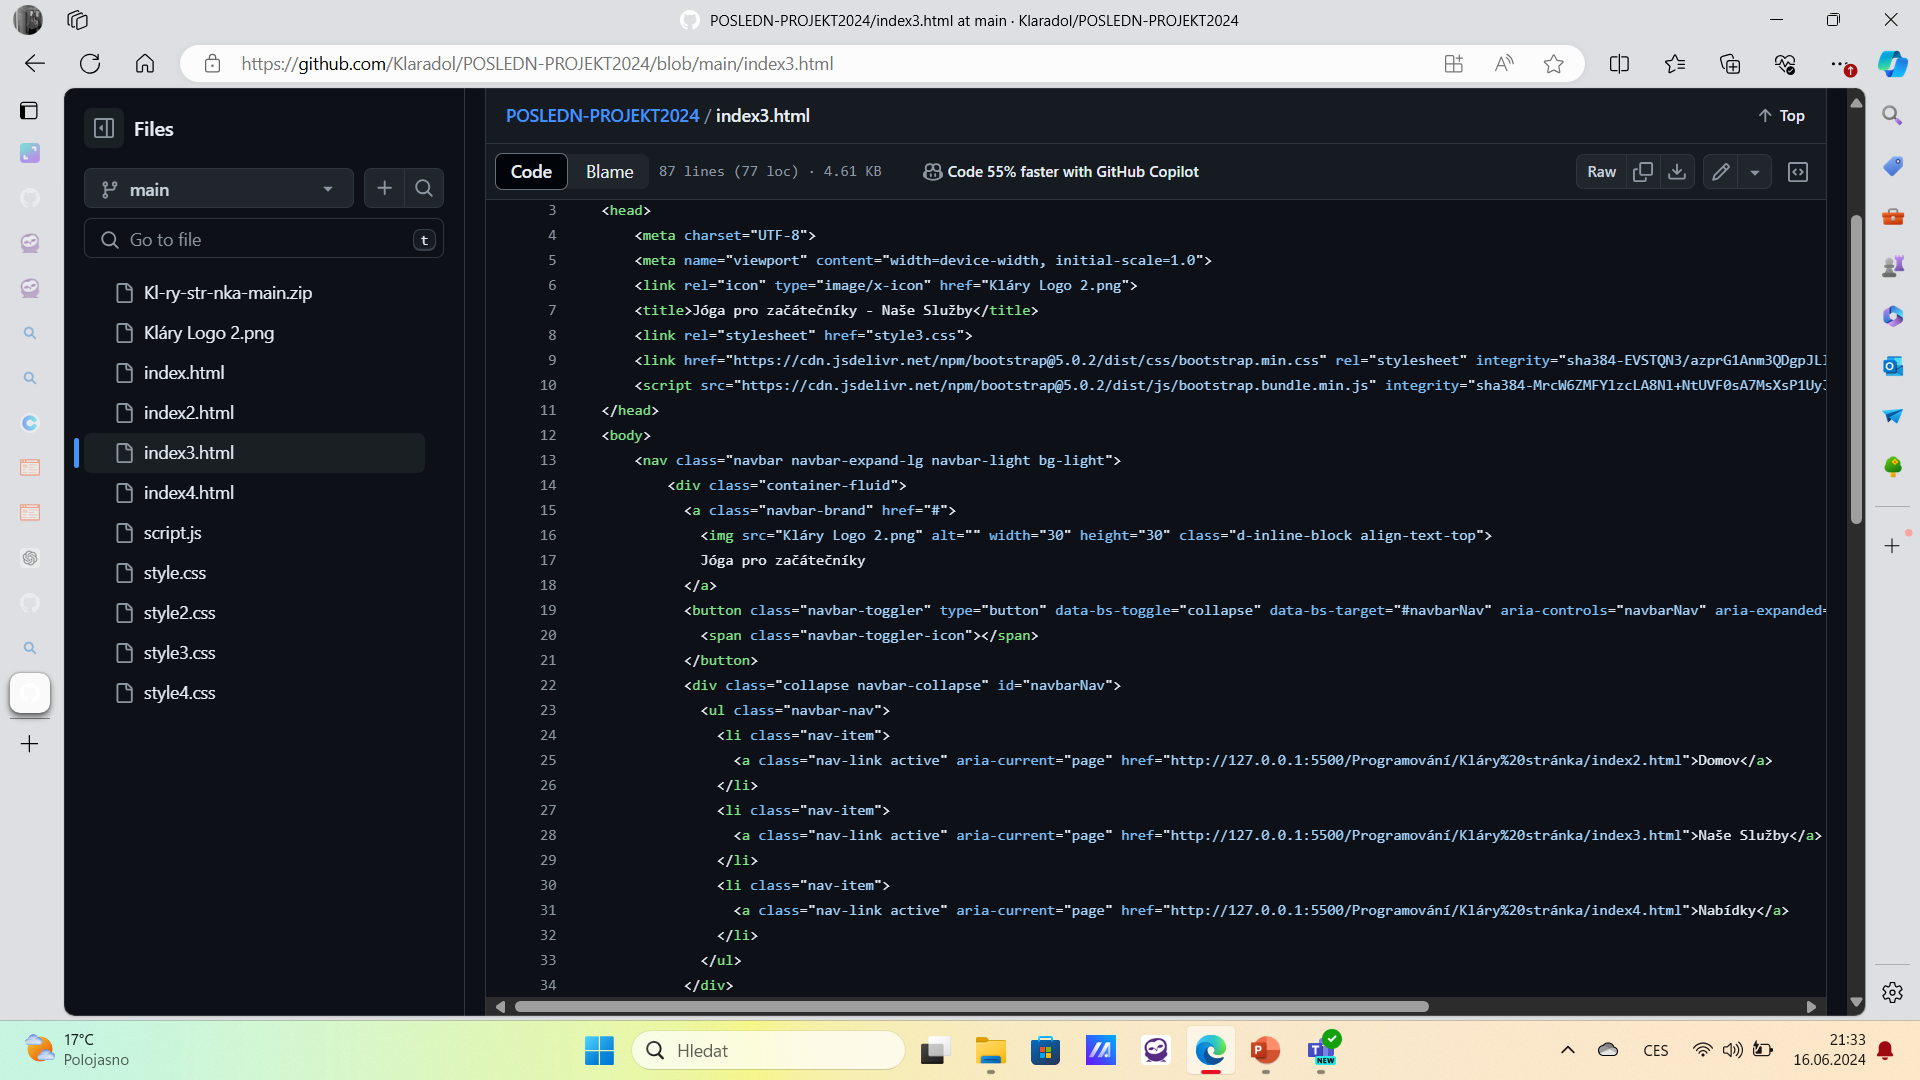 POSLEDN-PROJEKT2024/index3.html at main · Klaradol/POSLEDN-PROJEKT2024
https://github.com/Klaradol/POSLEDN-PROJEKT2024/blob/main/index3.html
Files
main
Go to file
t
Kl-ry-str-nka-main.zip
Kláry Logo 2.png
index.html
index2.html
index3.html
index4.html
script.js
style.css
style2.css
style3.css
style4.css
POSLEDN-PROJEKT2024 / index3.html
Top
Code
Blame
87 lines (77 loc) · 4.61 KB
Code 55% faster with GitHub Copilot
Raw
3 <head>
4 <meta charset="UTF-8">
5 <meta name="viewport" content="width=device-width, initial-scale=1.0">
6 <link rel="icon" type="image/x-icon" href="Kláry Logo 2.png">
7 <title>Jóga pro začátečníky - Naše Služby</title>
8 <link rel="stylesheet" href="style3.css">
9 <link href="https://cdn.jsdelivr.net/npm/bootstrap@5.0.2/dist/css/bootstrap.min.css" rel="stylesheet" integrity="sha384-EVSTQN3/azprG1Anm3QDgpJLI
10 <script src="https://cdn.jsdelivr.net/npm/bootstrap@5.0.2/dist/js/bootstrap.bundle.min.js" integrity="sha384-MrcW6ZMFYlzcLA8Nl+NtUVF0sA7MsXsP1UyJ
11 </head>
12 <body>
13 <nav class="navbar navbar-expand-lg navbar-light bg-light">
14 <div class="container-fluid">
15 <a class="navbar-brand" href="#">
16 <img src="Kláry Logo 2.png" alt="" width="30" height="30" class="d-inline-block align-text-top">
17 Jóga pro začátečníky
18 </a>
19 <button class="navbar-toggler" type="button" data-bs-toggle="collapse" data-bs-target="#navbarNav" aria-controls="navbarNav" aria-expanded=
20 <span class="navbar-toggler-icon"></span>
21 </button>
22 <div class="collapse navbar-collapse" id="navbarNav">
23 <ul class="navbar-nav">
24 <li class="nav-item">
25 <a class="nav-link active" aria-current="page" href="http://127.0.0.1:5500/Programování/Kláry%20stránka/index2.html">Domov</a>
26 </li>
27 <li class="nav-item">
28 <a class="nav-link active" aria-current="page" href="http://127.0.0.1:5500/Programování/Kláry%20stránka/index3.html">Naše Služby</a>
29 </li>
30 <li class="nav-item">
31 <a class="nav-link active" aria-current="page" href="http://127.0.0.1:5500/Programování/Kláry%20stránka/index4.html">Nabídky</a>
32 </li>
33 </ul>
34 </div>
17°C
Polojasno
Hledat
NEW
CES
21:33
16.06.2024